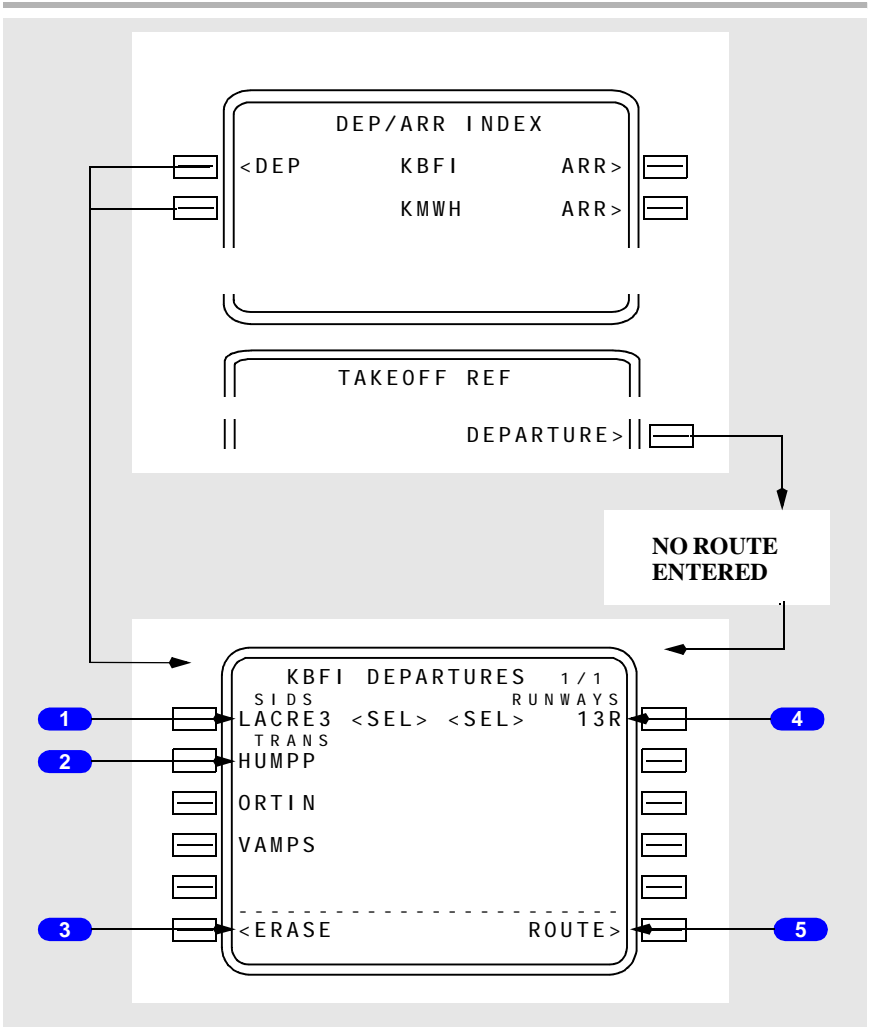 DEP/ARR INDEX
<DEP KBFI ARR>
KMWH ARR>
TAKEOFF REF
DEPARTURE>
NO ROUTE
ENTERED
KBFI DEPARTURES 1/1
SIDS RUNWAYS
1 LACRE3 <SEL> <SEL> 13R 4
TRANS
2 HUMPP
ORTIN
VAMPS
------------------------
3 <ERASE ROUTE> 5